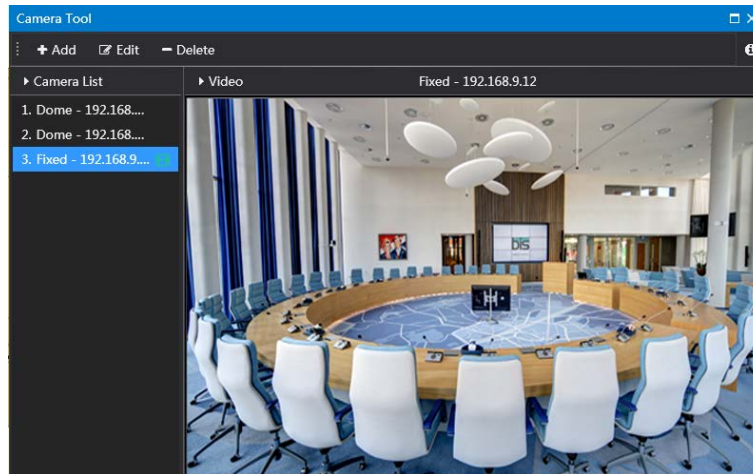 Camera Tool
Add Edit Delete
Camera List
Video
Fixed - 192.168.9.12
1. Dome - 192.168....
2. Dome - 192.168....
3. Fixed - 192.168.9....
bis